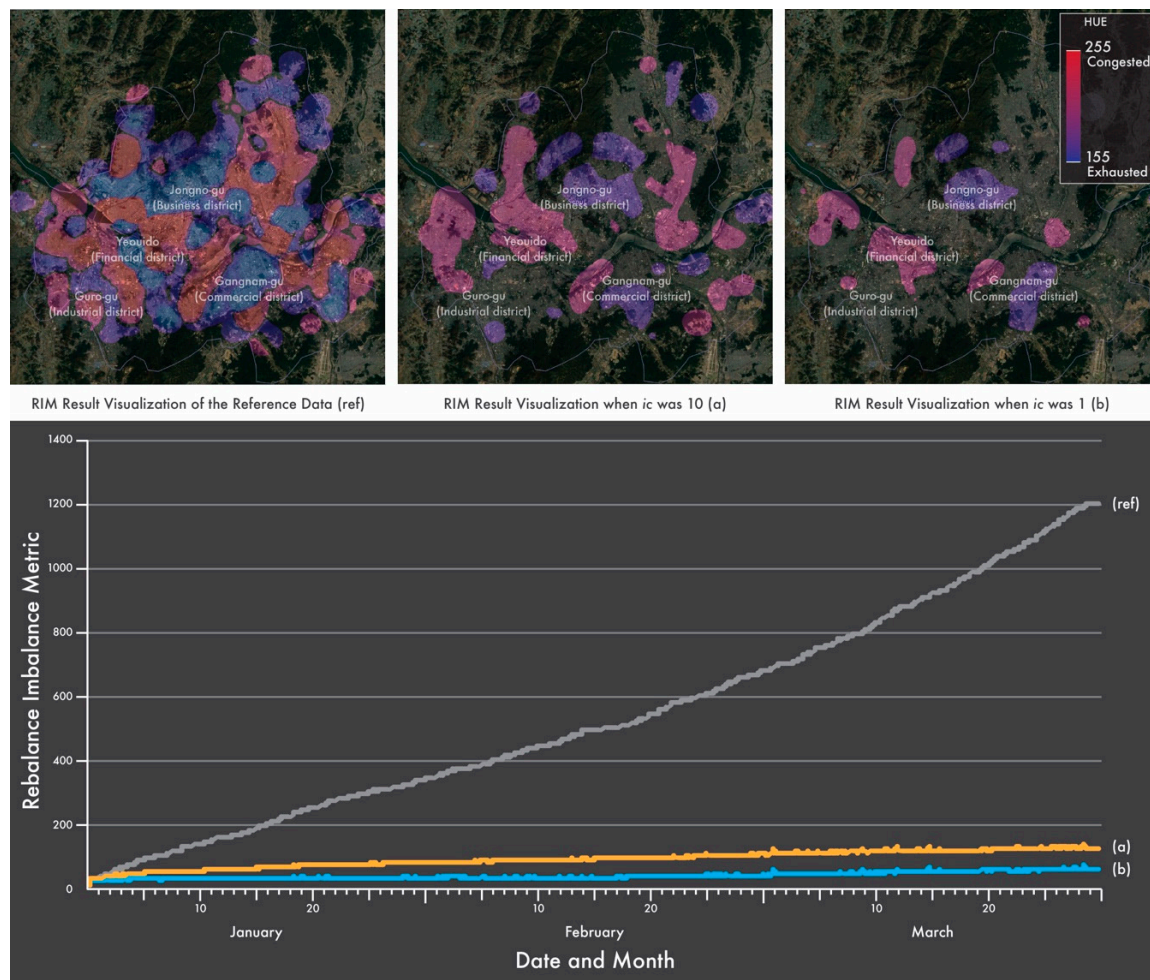 Jongno-gu
(Business district)
Yeouido
(Financial district)
Gangnam-gu
(Commercial district)
Guro-gu
(Industrial district)
Jongno-gu
(Business district)
Yeouido
(Financial district)
Gangnam-gu
(Commercial district)
Guro-gu
(Industrial district)
HUE
255
Congested
155
Exhausted
Jongno-gu
(Business district)
Yeouido
(Financial district)
Gangnam-gu
(Commercial district)
Guro-gu
(Industrial district)
RIM Result Visualization of the Reference Data (ref)
RIM Result Visualization when ic was 10 (a)
RIM Result Visualization when ic was 1 (b)
Rebalance Imbalance Metric
1400
1200
1000
800
600
400
200
0
(ref)
(a)
(b)
10 20 10 20 10 20
January February March
Date and Month